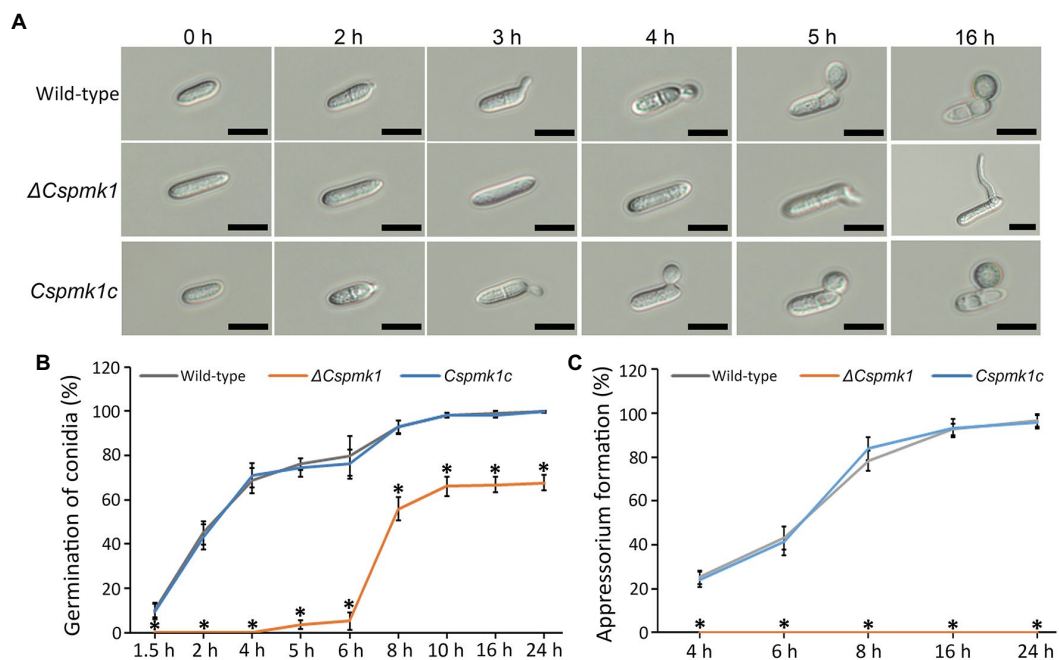 A
0 h 2 h 3 h 4 h 5 h 16 h
Wild-type
ΔCspmk1
Cspmk1c
B
Wild-type ΔCspmk1 Cspmk1c
Germination of conidia (%)
120
100
80
60
40
20
0
* * * * * * * * *
1.5 h 2 h 4 h 5 h 6 h 8 h 10 h 16 h 24 h
C
Wild-type ΔCspmk1 Cspmk1c
Appressorium formation (%)
120
100
80
60
40
20
0
* * * * *
4 h 6 h 8 h 16 h 24 h